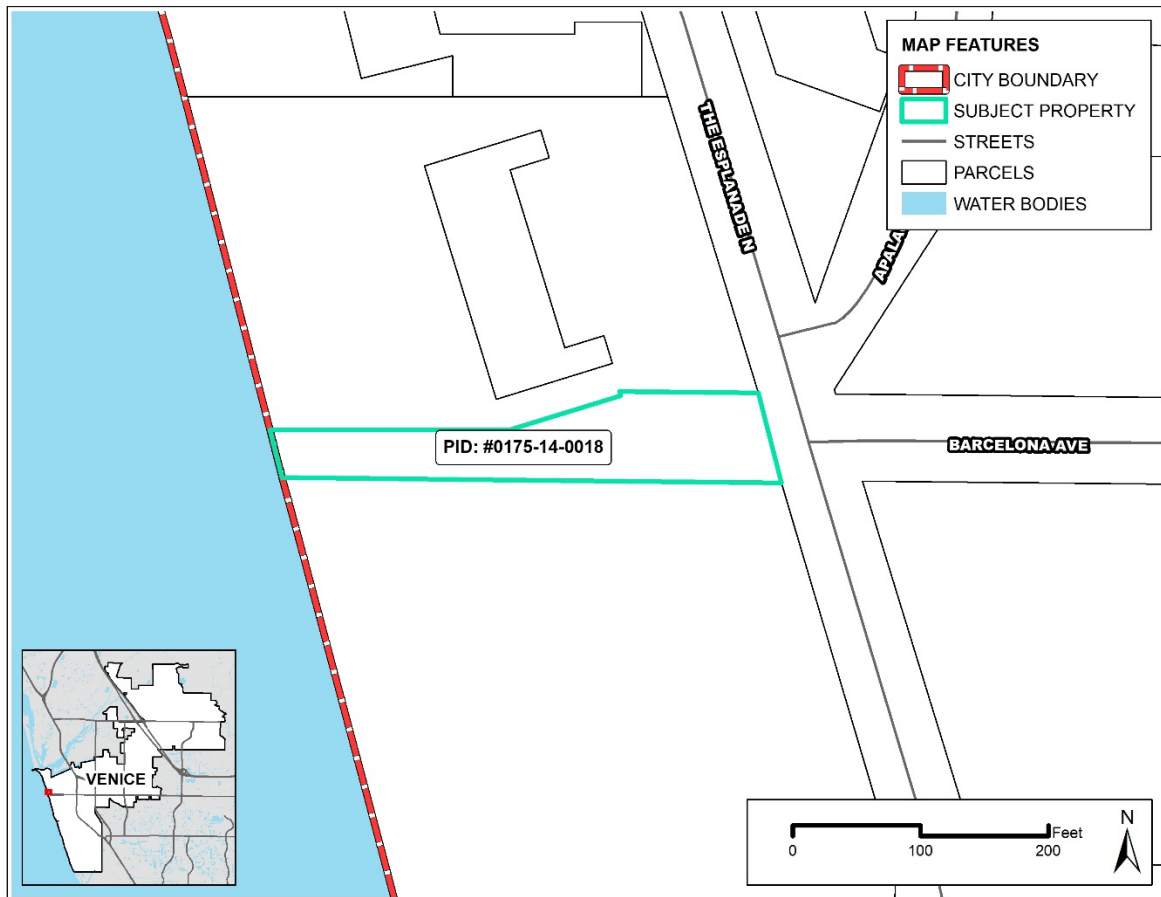 MAP FEATURES
CITY BOUNDARY
SUBJECT PROPERTY
STREETS
PARCELS
WATER BODIES
THE ESPLANADE N
APALA
PID: #0175-14-0018
BARCELONA AVE
VENICE
Feet
0 100 200
N